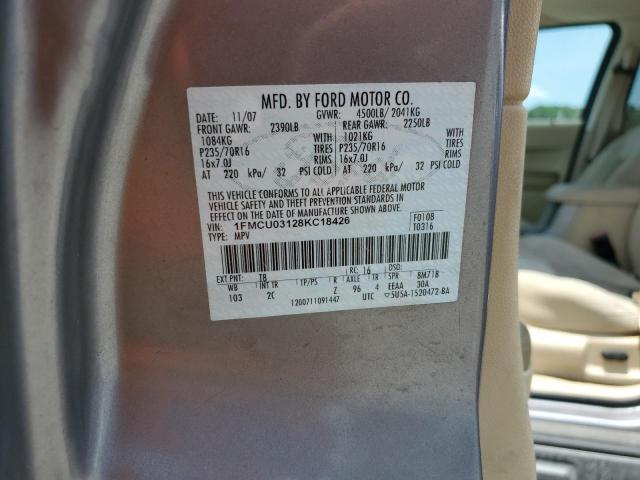 MFD. BY FORD MOTOR CO.
DATE: 11/07 GVWR: 4500LB/ 2041KG
FRONT GAWR: 2390LB REAR GAWR: 2250LB
1084KG WITH 1021KG WITH
P235/70R16 TIRES P235/70R16 TIRES
16x7.0J RIMS 16x7.0J RIMS
AT 220 kPa/ 32 PSI COLD AT 220 kPa/ 32 PSI COLD
THIS VEHICLE CONFORMS TO ALL APPLICABLE FEDERAL MOTOR
VEHICLE SAFETY AND THEFT PREVENTION STANDARDS IN
EFFECT ON THE DATE OF MANUFACTURE SHOWN ABOVE.
VIN: 1FMCU03128KC18426 F0108
TYPE: MPV T0316
EXT PNT: T8 RC: 16 DSO:
WB INT TR TP/PS R AXLE TR SPR BM71B
103 2C Z 96 4 EEAA 30A
1200711091447 UTC ▽5U5A-1520472-BA